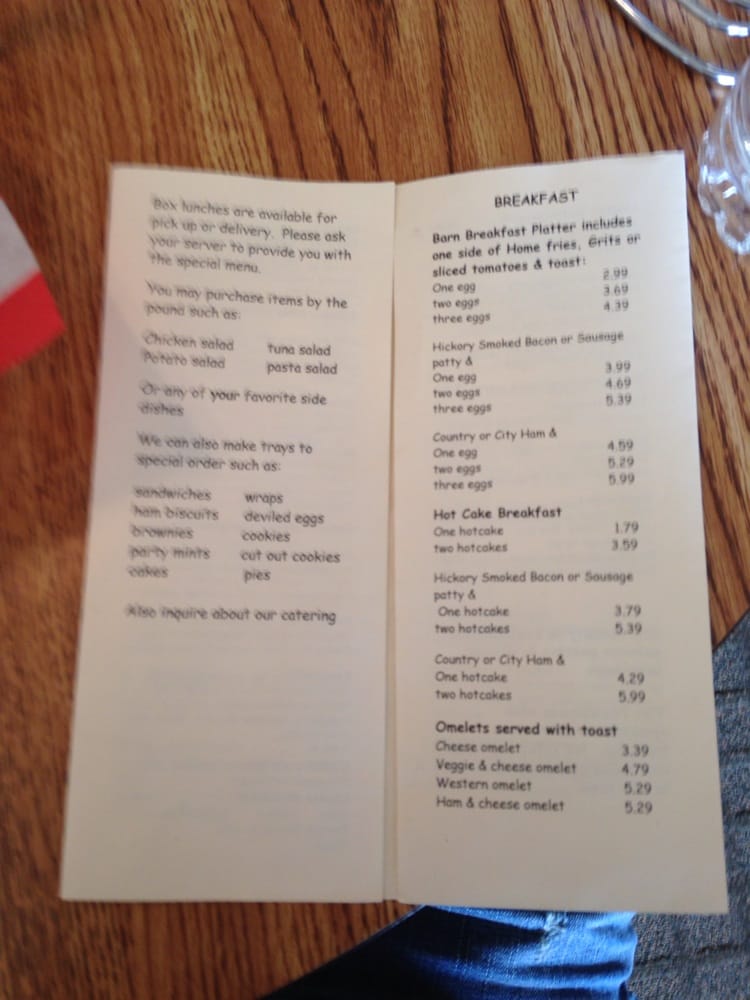 Box lunches are available for
pick up or delivery. Please ask
your server to provide you with
the special menu.
You may purchase items by the
pound such as:
Chicken salad tuna salad
Potato salad pasta salad
Or any of your favorite side
dishes
We can also make trays to
special order such as:
sandwiches wraps
ham biscuits deviled eggs
brownies cookies
party mints cut out cookies
cakes pies
Also inquire about our catering
BREAKFAST
Barn Breakfast Platter includes
one side of Home fries, Grits or
sliced tomatoes & toast:
One egg 2.99
two eggs 3.69
three eggs 4.39
Hickory Smoked Bacon or Sausage
patty &
One egg 3.99
two eggs 4.69
three eggs 5.39
Country or City Ham &
One egg 4.59
two eggs 5.29
three eggs 5.99
Hot Cake Breakfast
One hotcake 1.79
two hotcakes 3.59
Hickory Smoked Bacon or Sausage
patty &
One hotcake 3.79
two hotcakes 5.39
Country or City Ham &
One hotcake 4.29
two hotcakes 5.99
Omelets served with toast
Cheese omelet 3.39
Veggie & cheese omelet 4.79
Western omelet 5.29
Ham & cheese omelet 5.29